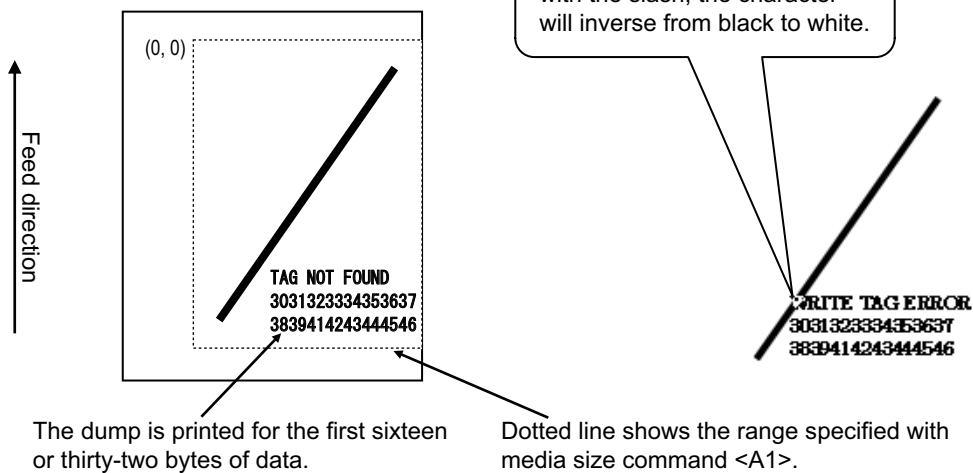 with the slash, the character
will inverse from black to white.
(0, 0)
Feed direction
TAG NOT FOUND
3031323334353637
3839414243444546
WRITE TAG ERROR
3031323334353637
3839414243444546
The dump is printed for the first sixteen
or thirty-two bytes of data.
Dotted line shows the range specified with
media size command <A1>.